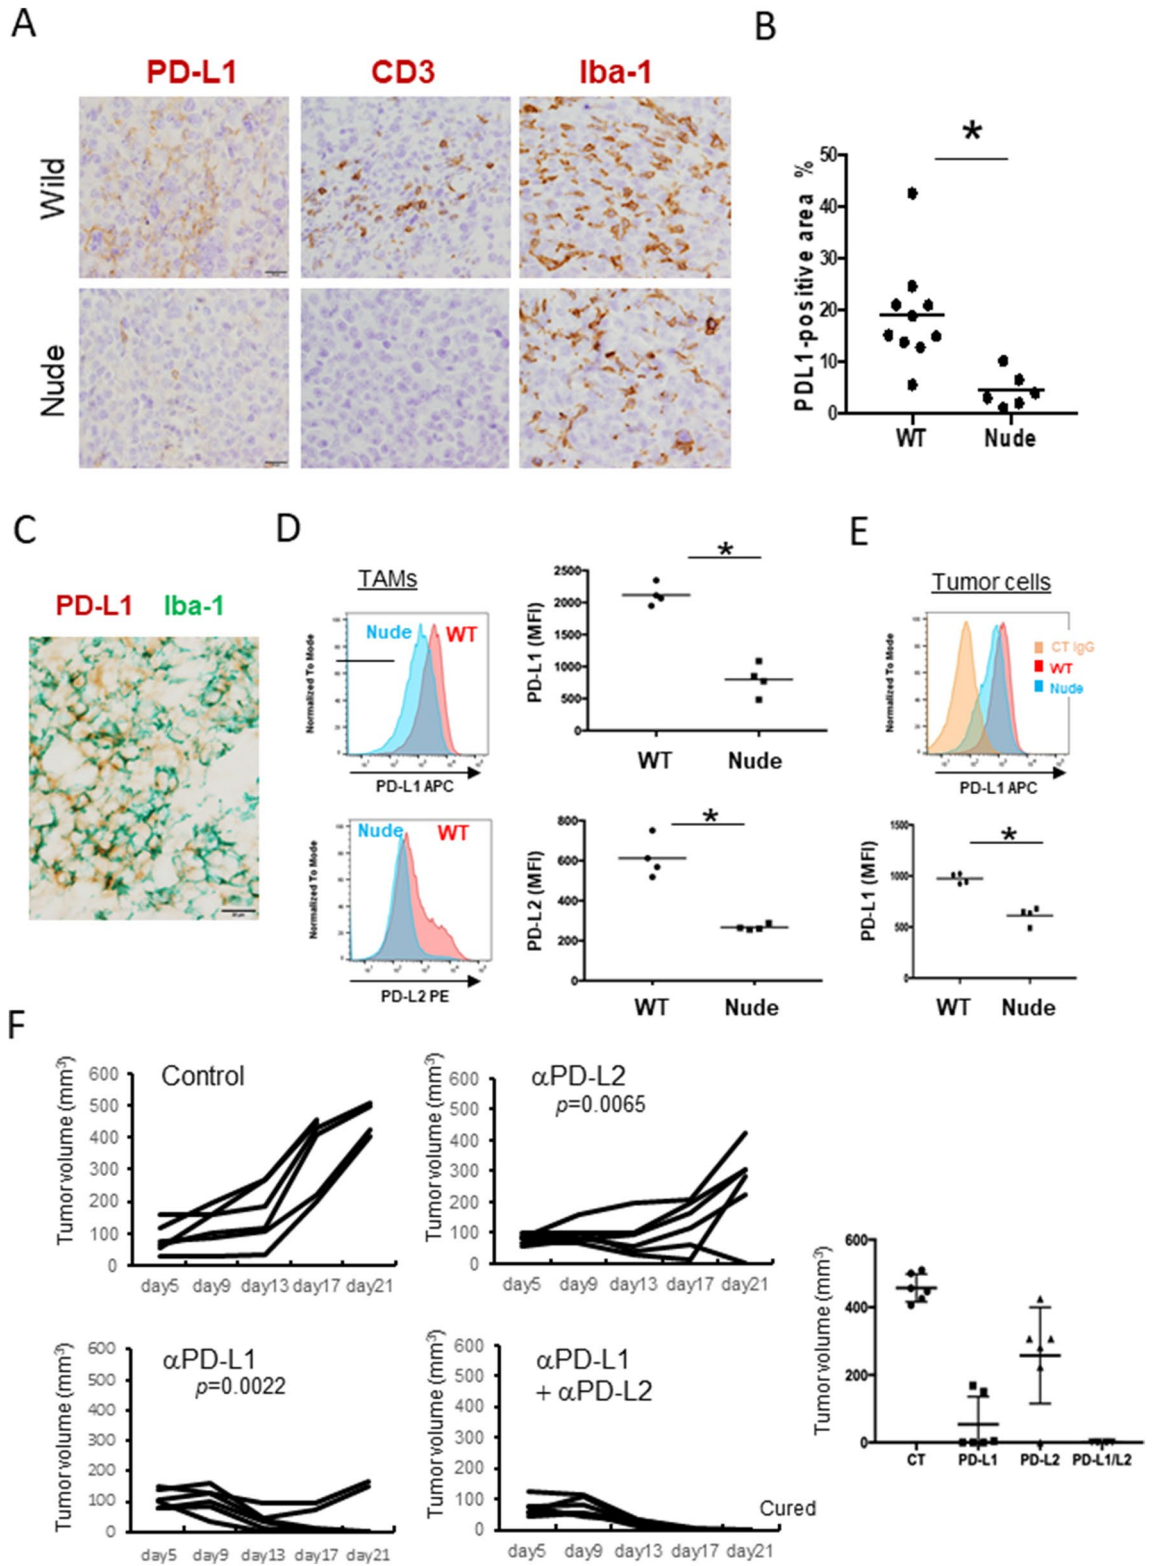 A
PD-L1 CD3 Iba-1
Wild
Nude
B
*
PDL1-positive area %
50
40
30
20
10
0
WT Nude
C
PD-L1 Iba-1
D
TAMs
Nude WT
Normalized To Mode
PD-L1 APC
*
PD-L1 (MFI)
2500
2000
1500
1000
500
0
WT Nude
Nude WT
Normalized To Mode
PD-L2 PE
*
PD-L2 (MFI)
800
600
400
200
0
WT Nude
E
Tumor cells
Normalized To Mode
CT IgG
WT
Nude
PD-L1 APC
*
PD-L1 (MFI)
1500
1000
500
0
WT Nude
F
Control
Tumor volume (mm³)
600
500
400
300
200
100
0
day5 day9 day13 day17 day21
αPD-L2
p=0.0065
Tumor volume (mm³)
600
500
400
300
200
100
0
day5 day9 day13 day17 day21
αPD-L1
p=0.0022
Tumor volume (mm³)
600
500
400
300
200
100
0
day5 day9 day13 day17 day21
αPD-L1
+ αPD-L2
Cured
Tumor volume (mm³)
600
500
400
300
200
100
0
day5 day9 day13 day17 day21
Tumor volume (mm³)
600
400
200
0
CT PD-L1 PD-L2 PD-L1/L2